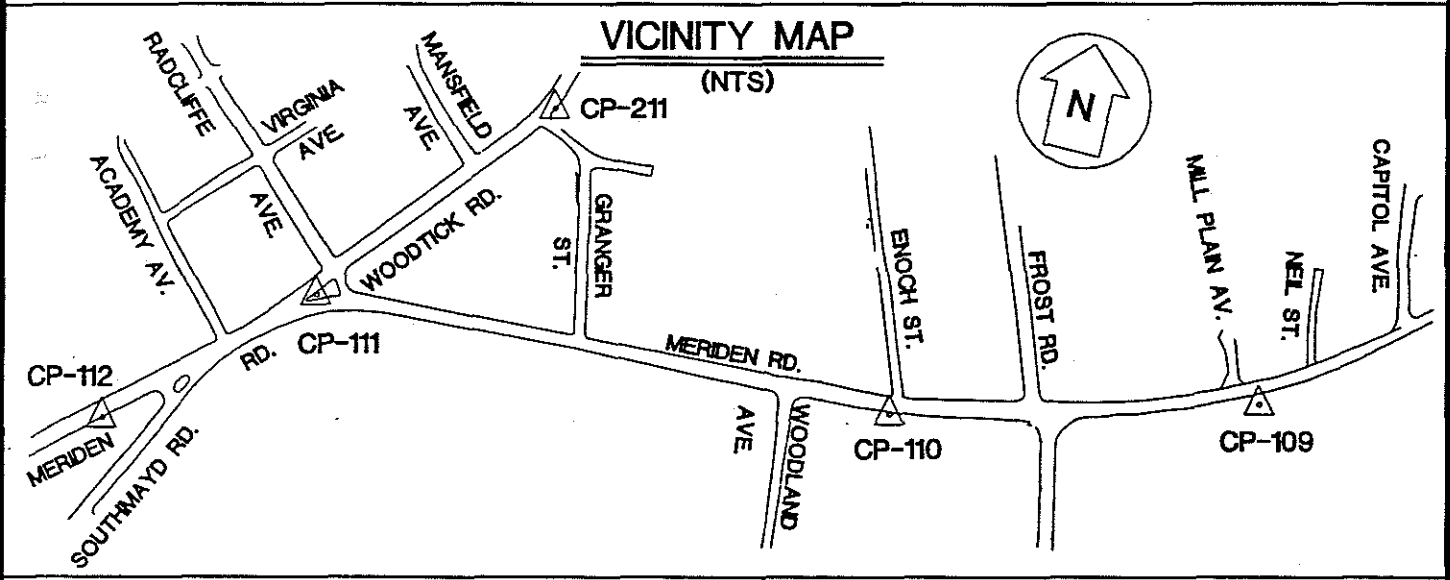 VICINITY MAP
(NTS)
N
RADCLIFFE
AVE.
VIRGINIA
AVE.
MANSFIELD
AVE.
CP-211
ACADEMY AV.
WOODTICK RD.
GRANGER
ST.
ENOCH ST.
FROST RD.
MILL PLAIN AV.
NEIL ST.
CAPITOL AVE.
CP-111
CP-112
MERIDEN
RD.
SOUTHMAYD RD.
MERIDEN RD.
WOODLAND
AVE
CP-110
CP-109